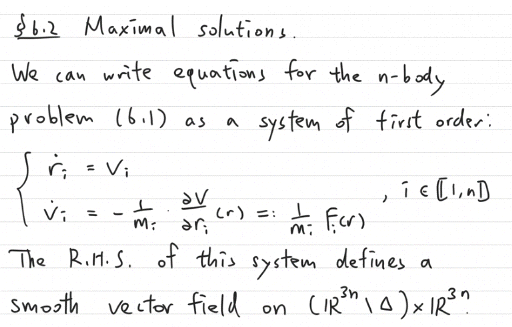 §6.2 Maximal solutions.
We can write equations for the n-body
problem (6.1) as a system of first order:
{ ṙᵢ = vᵢ
v̇ᵢ = - 1/mᵢ · ∂V/∂rᵢ (r) =: 1/mᵢ Fᵢ(r) , i ∈ ⟦1,n⟧
The R.H.S. of this system defines a
smooth vector field on (ℝ³ⁿ \ Δ) × ℝ³ⁿ.